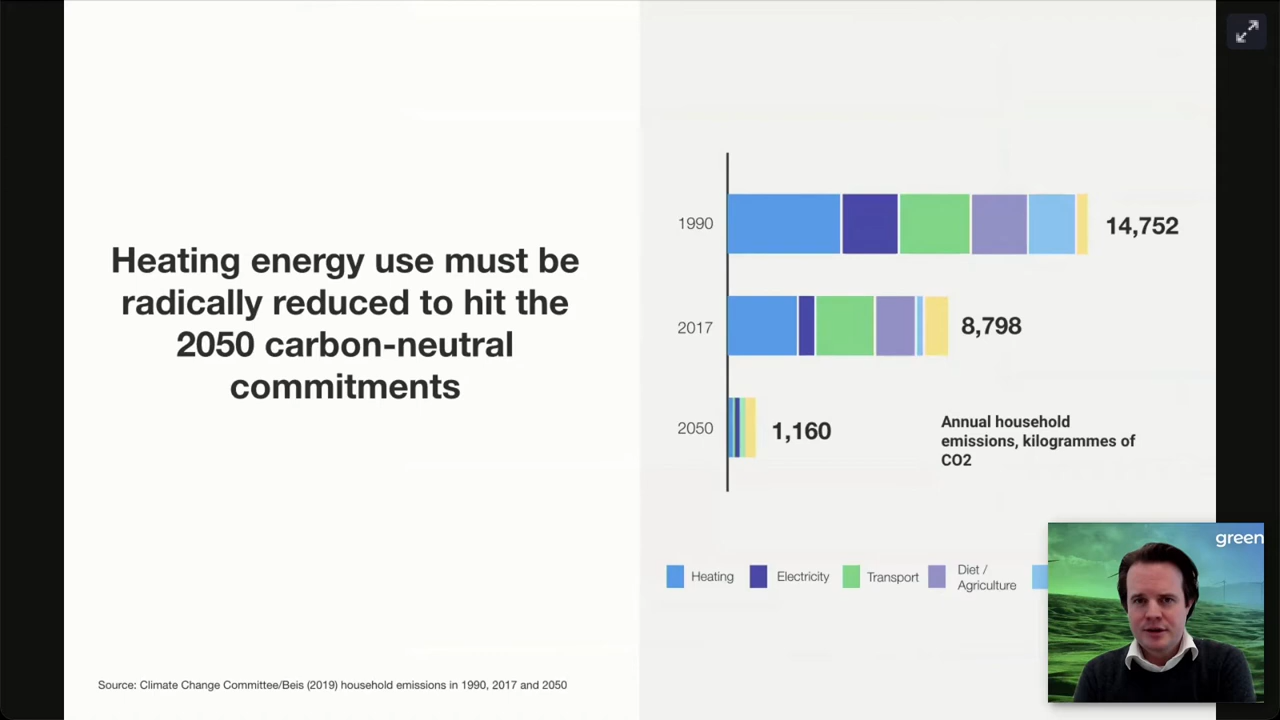 Heating energy use must be
radically reduced to hit the
2050 carbon-neutral
commitments
Source: Climate Change Committee/Beis (2019) household emissions in 1990, 2017 and 2050
1990
14,752
2017
8,798
2050
1,160
Annual household
emissions, kilogrammes of
CO2
Heating
Electricity
Transport
Diet /
Agriculture
green